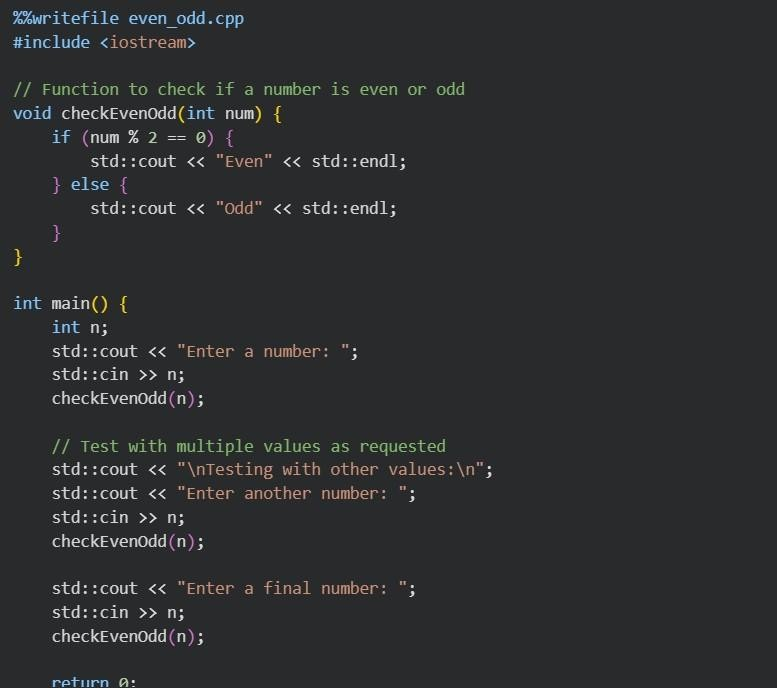 %%writefile even_odd.cpp
#include <iostream>

// Function to check if a number is even or odd
void checkEvenOdd(int num) {
    if (num % 2 == 0) {
        std::cout << "Even" << std::endl;
    } else {
        std::cout << "Odd" << std::endl;
    }
}

int main() {
    int n;
    std::cout << "Enter a number: ";
    std::cin >> n;
    checkEvenOdd(n);

    // Test with multiple values as requested
    std::cout << "\nTesting with other values:\n";
    std::cout << "Enter another number: ";
    std::cin >> n;
    checkEvenOdd(n);

    std::cout << "Enter a final number: ";
    std::cin >> n;
    checkEvenOdd(n);

    return 0;